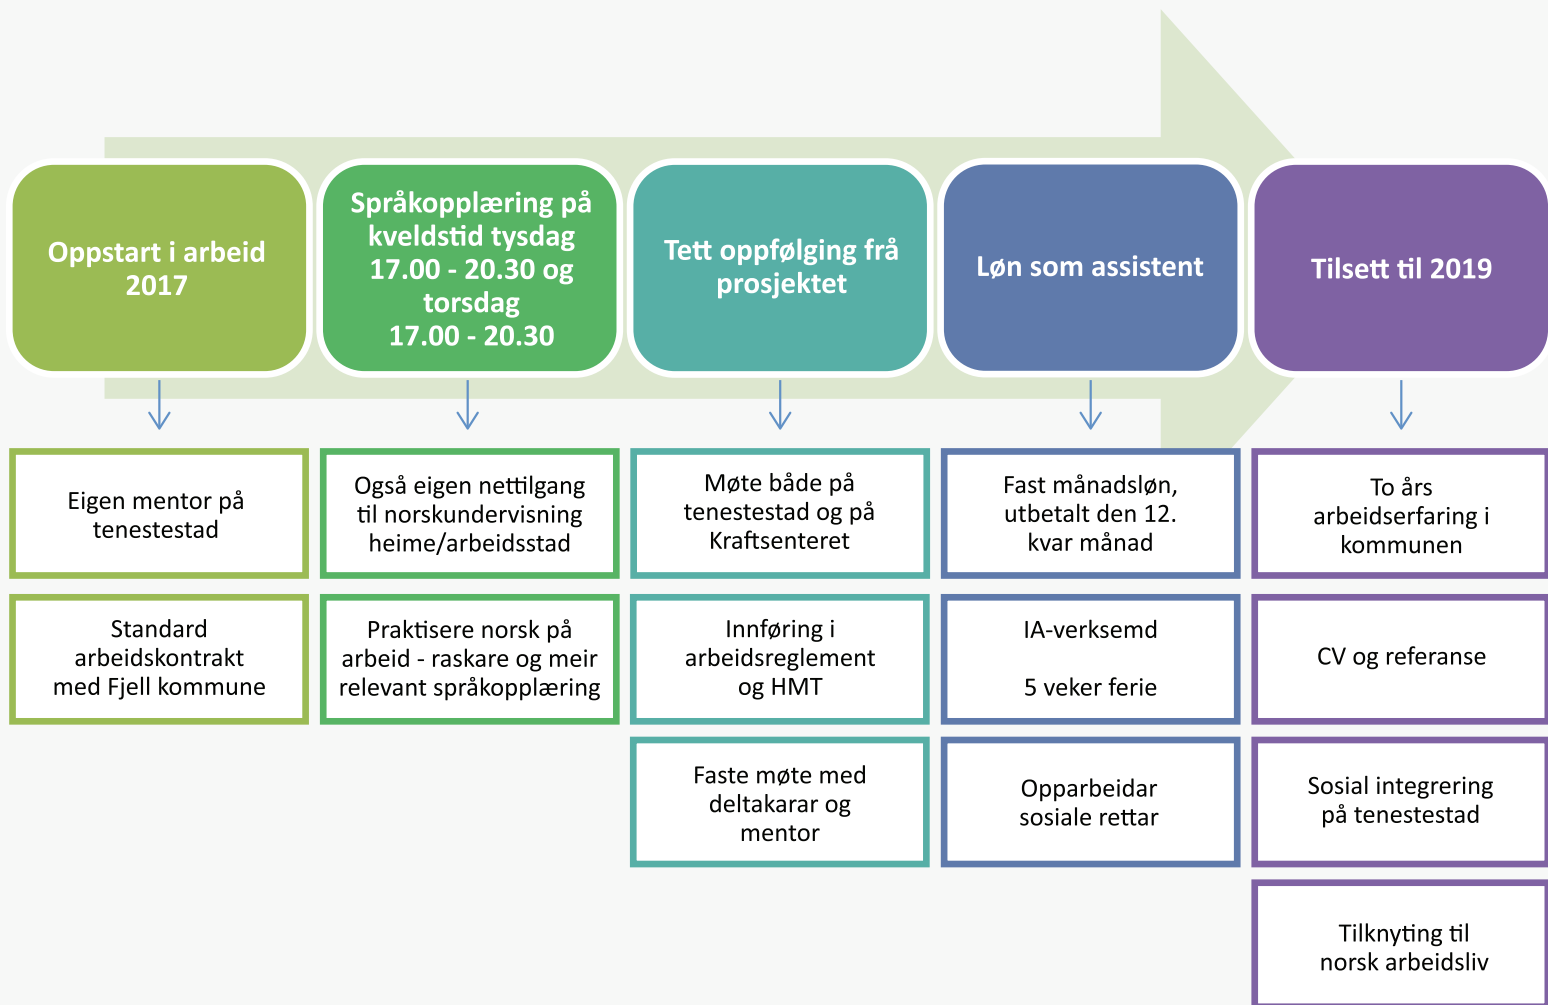 Oppstart i arbeid
2017
Språkopplæring på
kveldstid tysdag
17.00 - 20.30 og
torsdag
17.00 - 20.30
Tett oppfølging frå
prosjektet
Løn som assistent
Tilsett til 2019
Eigen mentor på
tenestestad
Standard
arbeidskontrakt
med Fjell kommune
Også eigen nettilgang
til norskundervisning
heime/arbeidsstad
Praktisere norsk på
arbeid - raskare og meir
relevant språkopplæring
Møte både på
tenestestad og på
Kraftsenteret
Innføring i
arbeidsreglement
og HMT
Faste møte med
deltakarar og
mentor
Fast månadsløn,
utbetalt den 12.
kvar månad
IA-verksemd
5 veker ferie
Opparbeidar
sosiale rettar
To års
arbeidserfaring i
kommunen
CV og referanse
Sosial integrering
på tenestestad
Tilknyting til
norsk arbeidsliv